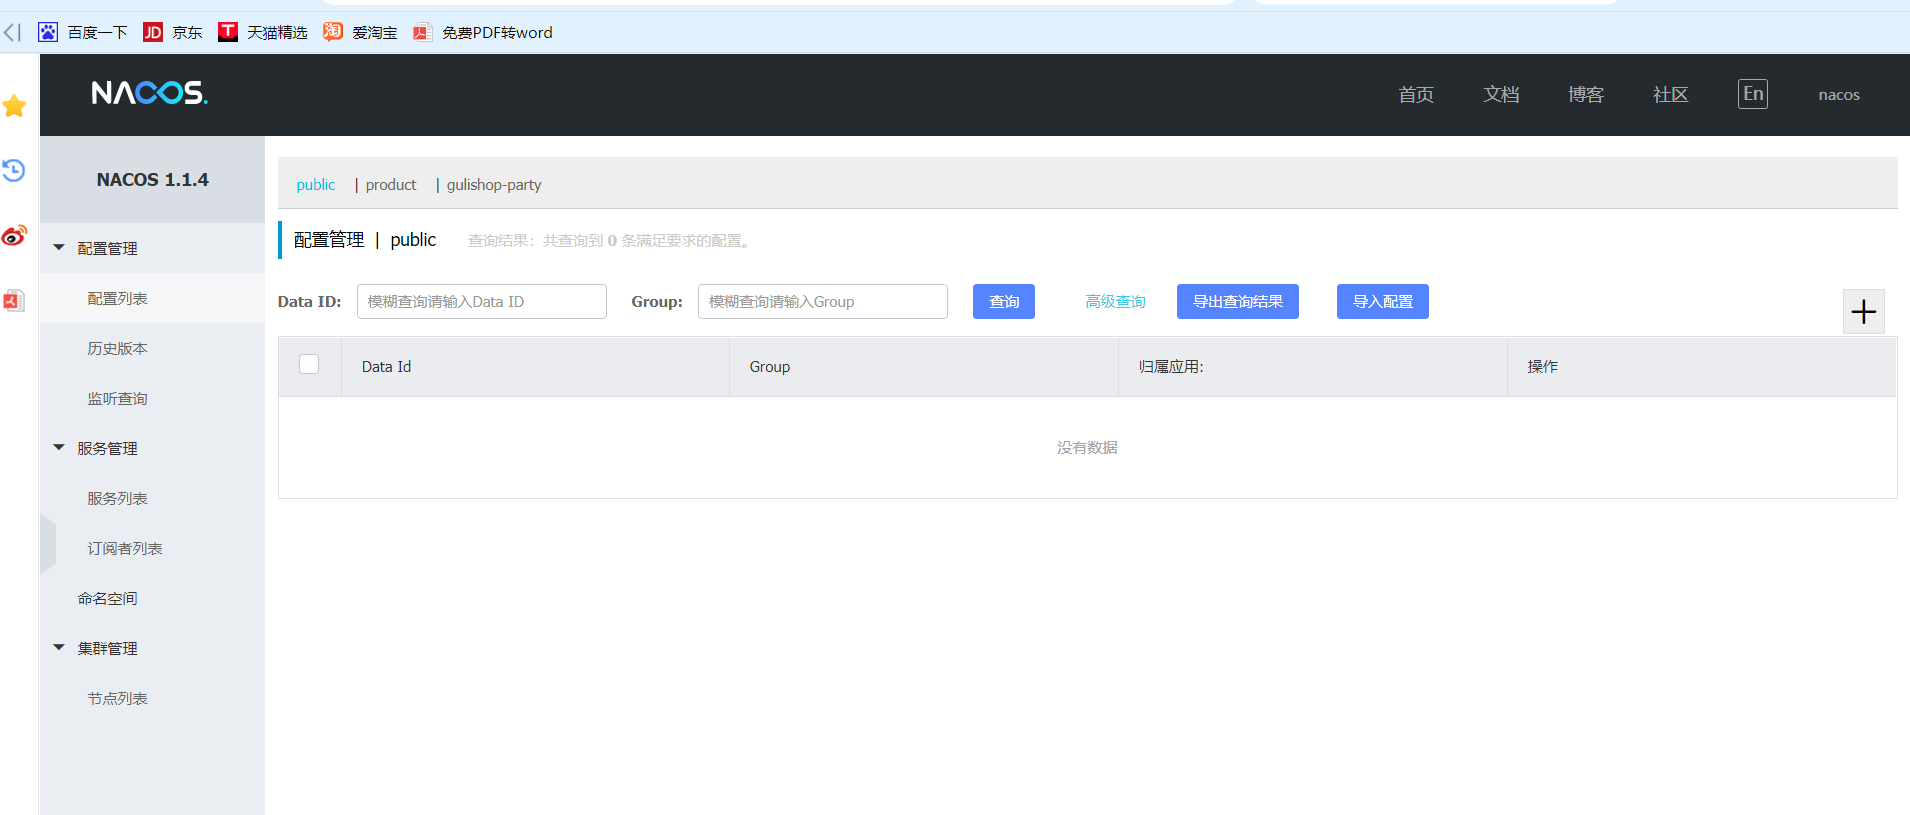 百度一下 JD 京东 T 天猫精选 淘 爱淘宝 免费PDF转word
NACOS. 首页 文档 博客 社区 En nacos
NACOS 1.1.4
配置管理
配置列表
历史版本
监听查询
服务管理
服务列表
订阅者列表
命名空间
集群管理
节点列表
public | product | gulishop-party
配置管理 | public 查询结果：共查询到 0 条满足要求的配置。
Data ID: 模糊查询请输入Data ID Group: 模糊查询请输入Group 查询 高级查询 导出查询结果 导入配置
Data Id Group 归属应用: 操作
没有数据